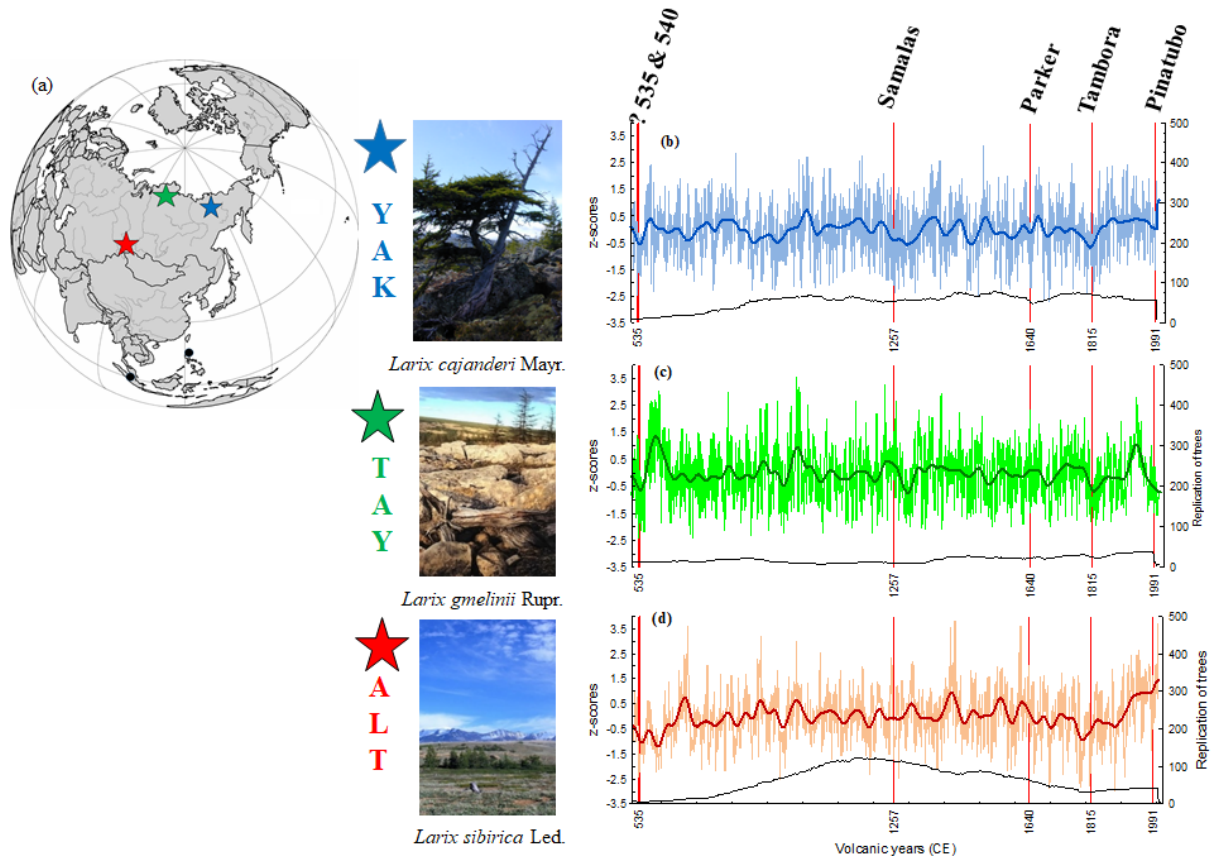 (a)
Y
A
K
Larix cajanderi Mayr.
T
A
Y
Larix gmelinii Rupr.
A
L
T
Larix sibirica Led.
? 535 & 540
Samalas
Parker
Tambora
Pinatubo
(b)
3.5
2.5
1.5
0.5
-0.5
-1.5
-2.5
-3.5
z-scores
500
400
300
200
100
0
535
1257
1640
1815
1991
(c)
3.5
2.5
1.5
0.5
-0.5
-1.5
-2.5
-3.5
z-scores
500
400
300
200
100
0
Replication of trees
535
1257
1640
1815
1991
(d)
3.5
2.5
1.5
0.5
-0.5
-1.5
-2.5
-3.5
z-scores
500
400
300
200
100
0
Replication of trees
535
1257
1640
1815
1991
Volcanic years (CE)